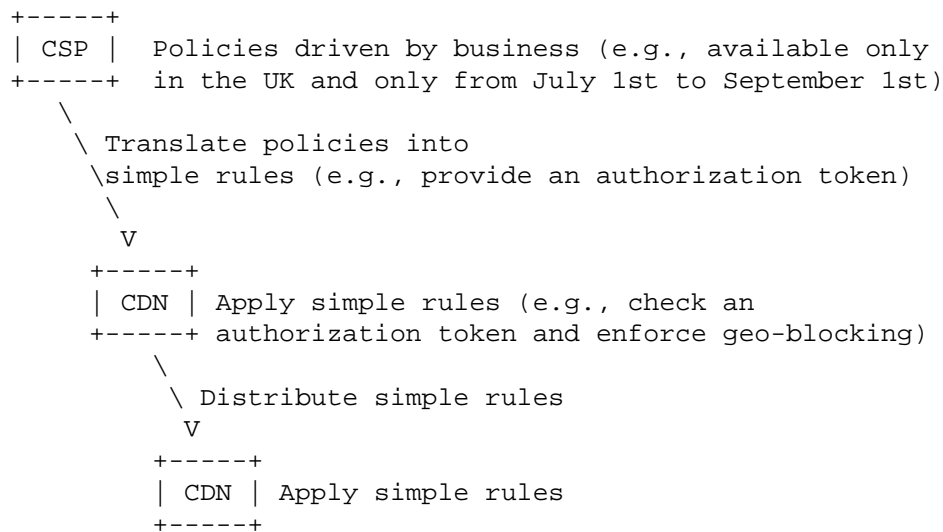 +-----+
| CSP | Policies driven by business (e.g., available only
+-----+ in the UK and only from July 1st to September 1st)
\
\ Translate policies into
\simple rules (e.g., provide an authorization token)
\
V
+-----+
| CDN | Apply simple rules (e.g., check an
+-----+ authorization token and enforce geo-blocking)
\
\ Distribute simple rules
V
+-----+
| CDN | Apply simple rules
+-----+